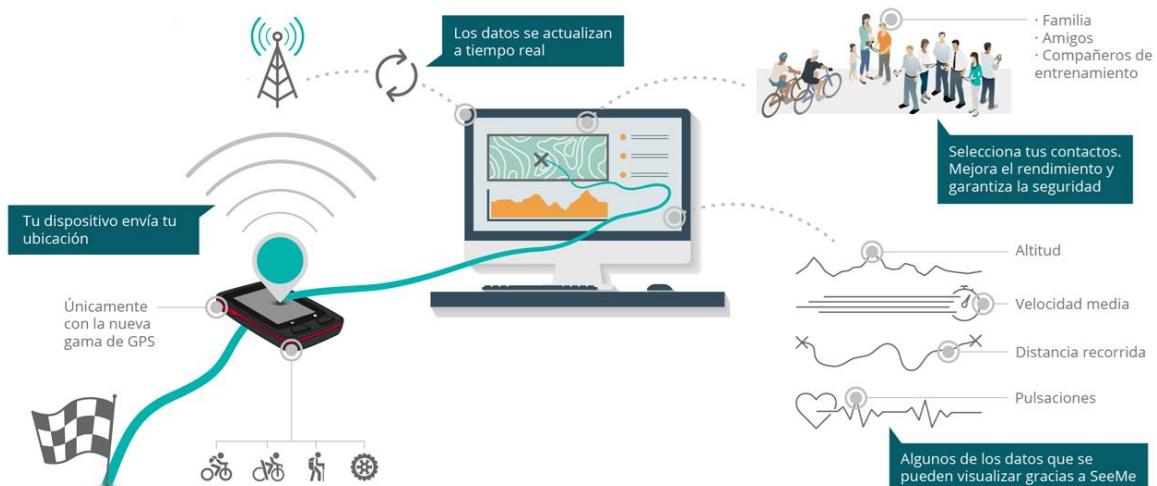 Los datos se actualizan
a tiempo real
· Familia
· Amigos
· Compañeros de
entrenamiento
Selecciona tus contactos.
Mejora el rendimiento y
garantiza la seguridad
Tu dispositivo envía tu
ubicación
Únicamente
con la nueva
gama de GPS
Altitud
Velocidad media
Distancia recorrida
Pulsaciones
Algunos de los datos que se
pueden visualizar gracias a SeeMe